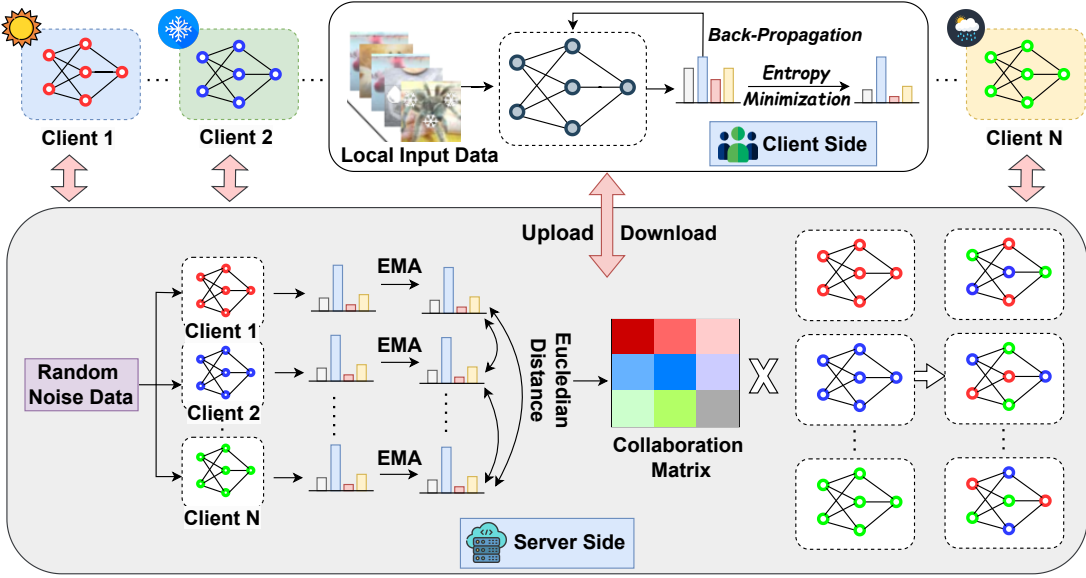 Back-Propagation
Entropy
Minimization
Client 1
Client 2
Local Input Data
Client Side
Client N
Upload
Download
EMA
Client 1
EMA
Random
Noise Data
Client 2
Eucledian
Distance
Collaboration
Matrix
X
EMA
Client N
Server Side